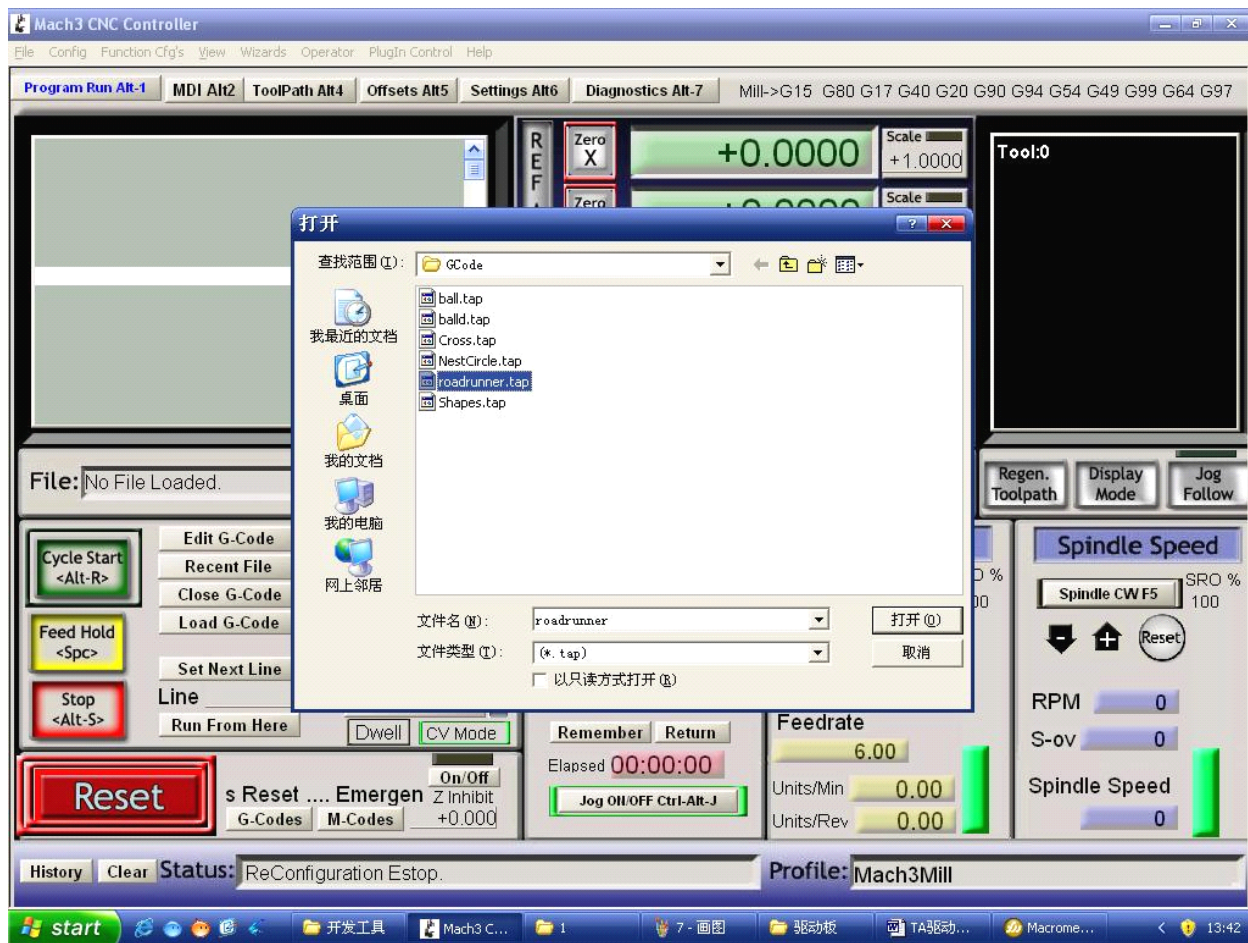 Mach3 CNC Controller
File Config Function Cfg's View Wizards Operator PlugIn Control Help
Program Run Alt-1 MDI Alt2 ToolPath Alt4 Offsets Alt5 Settings Alt6 Diagnostics Alt-7 Mill->G15 G80 G17 G40 G20 G90 G94 G54 G49 G99 G64 G97
REF
Zero X
+0.0000
Scale
+1.0000
Tool:0
Zero
Scale
打开
查找范围(I):
GCode
我最近的文档
桌面
我的文档
我的电脑
网上邻居
ball.tap
balld.tap
Cross.tap
NestCircle.tap
roadrunner.tap
Shapes.tap
文件名(N):
roadrunner
打开(O)
文件类型(T):
(*.tap)
取消
以只读方式打开(R)
File: No File Loaded.
Regen. Toolpath
Display Mode
Jog Follow
Cycle Start
<Alt-R>
Feed Hold
<Spc>
Stop
<Alt-S>
Edit G-Code
Recent File
Close G-Code
Load G-Code
Set Next Line
Line
Run From Here
Dwell
CV Mode
Remember
Return
Elapsed 00:00:00
Jog ON/OFF Ctrl-Alt-J
Feedrate
6.00
Units/Min 0.00
Units/Rev 0.00
Spindle Speed
Spindle CW F5
SRO %
100
Reset
RPM 0
S-ov 0
Spindle Speed
0
Reset
s Reset .... Emergen
G-Codes
M-Codes
On/Off
Z Inhibit
+0.000
History
Clear
Status: ReConfiguration Estop.
Profile: Mach3Mill
start
开发工具
Mach3 C...
1
7 - 画图
驱动板
TA驱动...
Macrome...
13:42